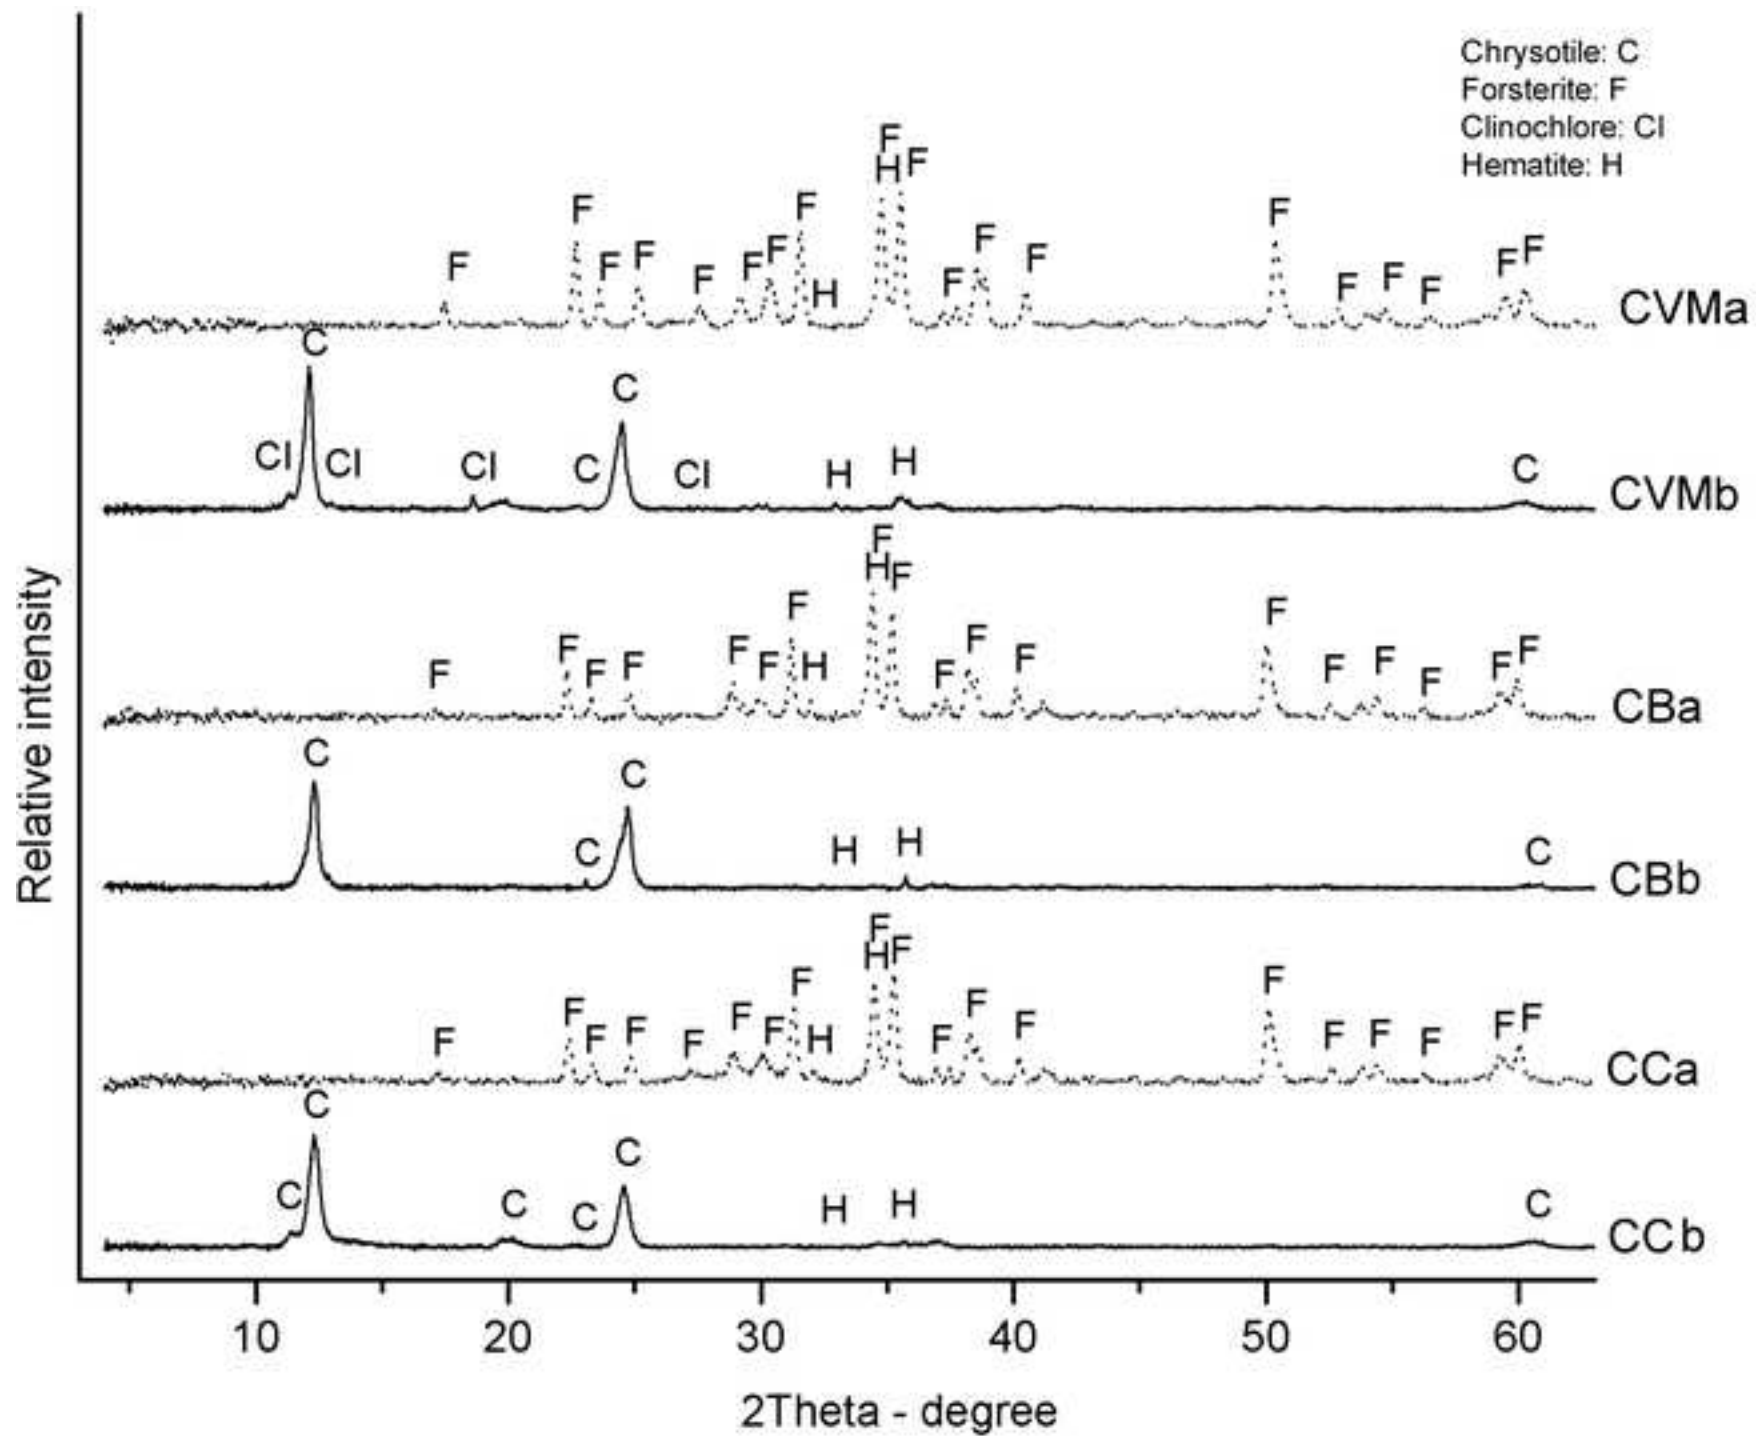 Chrysotile: C
Forsterite: F
Clinochlore: Cl
Hematite: H
F F F F F F F F H F H F F F F F F F F F F CVMa
Cl C Cl Cl C C Cl H H C CVMb
F F F F F F F H F H F F F F F F F F F F CBa
C C C H H C CBb
F F F F F F F F H F H F F F F F F F F F F CCa
C C C C C H H C CCb
Relative intensity
10 20 30 40 50 60
2Theta - degree